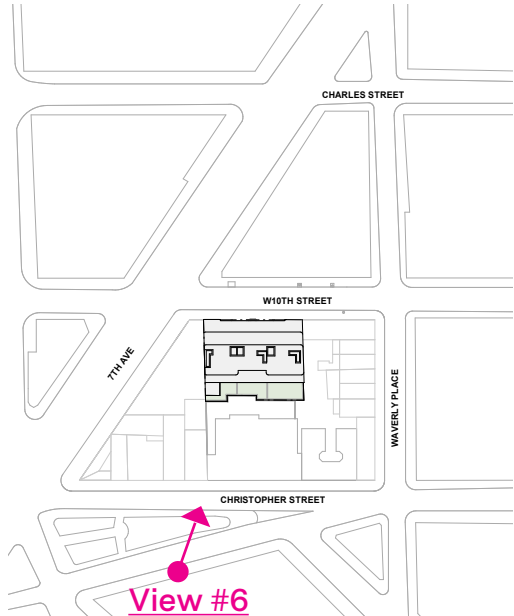 CHARLES STREET
W10TH STREET
7TH AVE
WAVERLY PLACE
CHRISTOPHER STREET
View #6